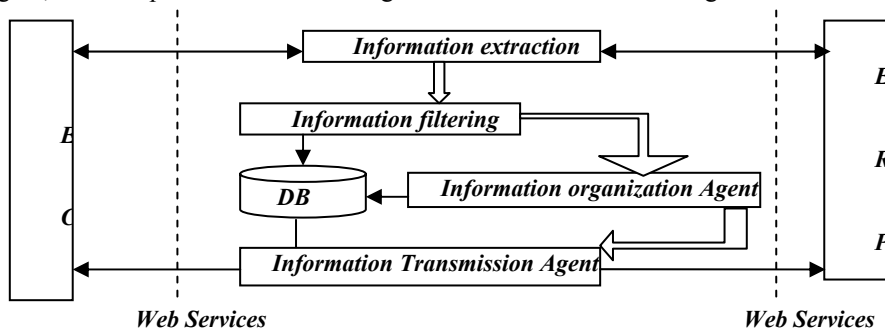 Information extraction
E
Information filtering
E
Information organization Agent
R
DB
C
P
Information Transmission Agent
Web Services
Web Services